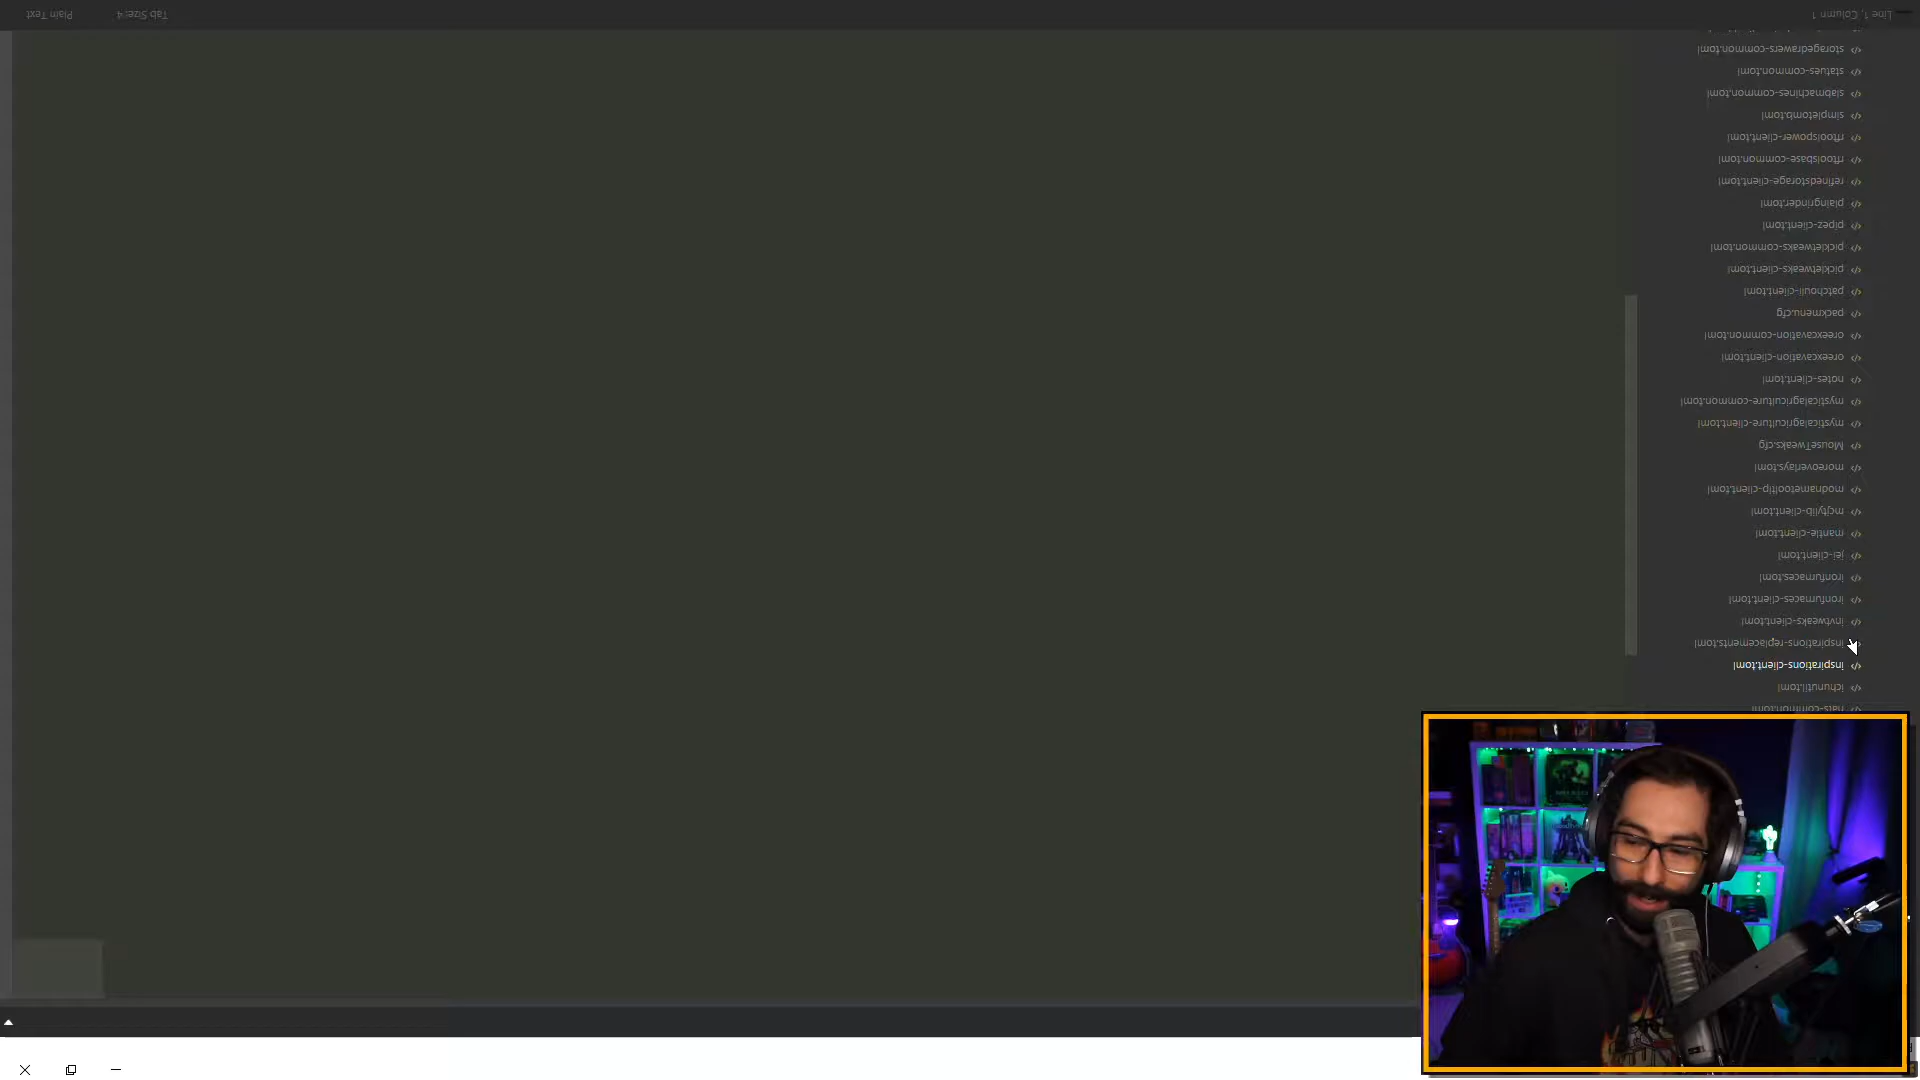 hats-common.toml
ichunutil.toml
inspirations-client.toml
inspirations-replacements.toml
invtweaks-client.toml
ironfurnaces-client.toml
ironfurnaces.toml
jei-client.toml
mantle-client.toml
mcjtylib-client.toml
modnametooltip-client.toml
moreoverlays.toml
MouseTweaks.cfg
mysticalagriculture-client.toml
mysticalagriculture-common.toml
notes-client.toml
oreexcavation-client.toml
oreexcavation-common.toml
packmenu.cfg
patchouli-client.toml
pickletweaks-client.toml
pickletweaks-common.toml
pipez-client.toml
plaingrinder.toml
refinedstorage-client.toml
rftoolsbase-common.toml
rftoolspower-client.toml
simpletomb.toml
slabmachines-common.toml
statues-common.toml
storagedrawers-common.toml
Line 1, Column 1
Tab Size: 4
Plain Text